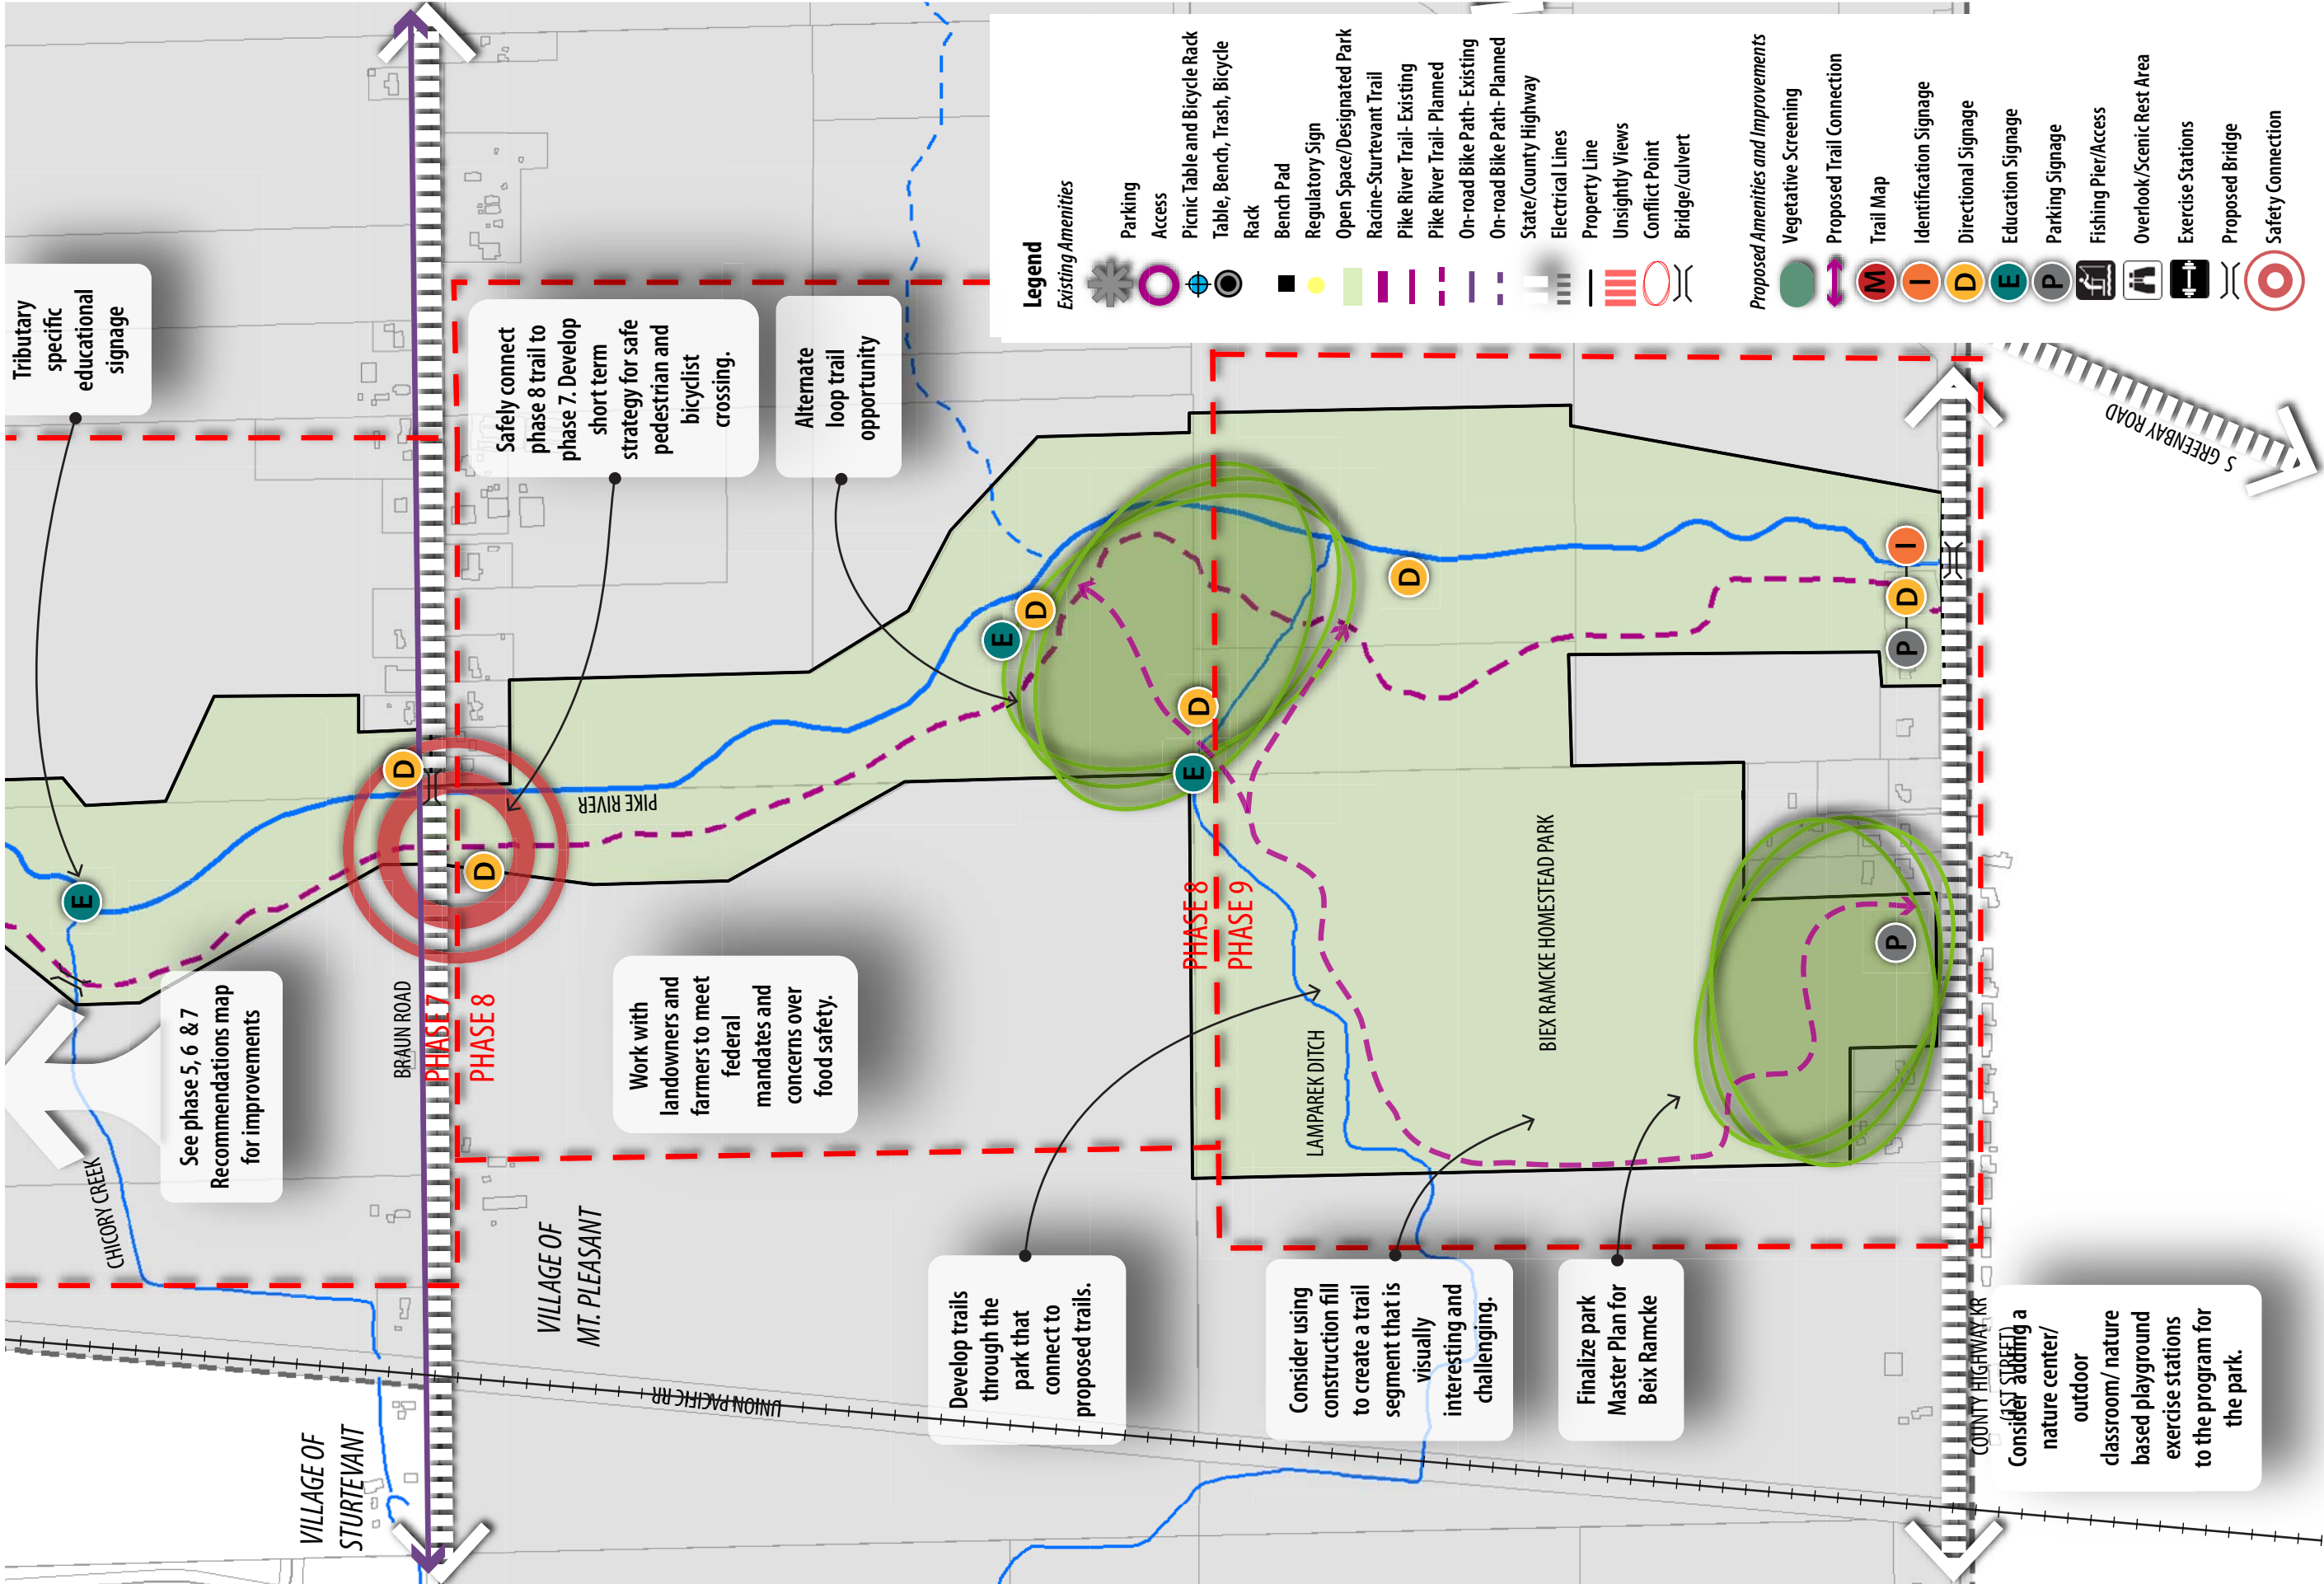 Tributary
specific
educational
signage
Safely connect
phase 8 trail to
phase 7. Develop
short term
strategy for safe
pedestrian and
bicyclist
crossing.
Alternate
loop trail
opportunity
See phase 5, 6 & 7
Recommendations map
for improvements
CHICORY CREEK
BRAUN ROAD
PHASE 7
PHASE 8
PIKE RIVER
Work with
landowners and
farmers to meet
federal
mandates and
concerns over
food safety.
VILLAGE OF
STURTEVANT
VILLAGE OF
MT. PLEASANT
UNION PACIFIC RR
PHASE 8
PHASE 9
LAMPAREK DITCH
BIEX RAMCKE HOMESTEAD PARK
Develop trails
through the
park that
connect to
proposed trails.
Consider using
construction fill
to create a trail
segment that is
visually
interesting and
challenging.
Finalize park
Master Plan for
Beix Ramcke
COUNTY HIGHWAY KR
(1ST STREET)
Consider adding a
nature center/
outdoor
classroom/ nature
based playground
exercise stations
to the program for
the park.
S GREENBAY ROAD
E
D
D
E
D
D
E
D
I
D
P
P
Legend
Existing Amenities
Parking
Access
Picnic Table and Bicycle Rack
Table, Bench, Trash, Bicycle
Rack
Bench Pad
Regulatory Sign
Open Space/Designated Park
Racine-Sturtevant Trail
Pike River Trail- Existing
Pike River Trail- Planned
On-road Bike Path- Existing
On-road Bike Path- Planned
State/County Highway
Electrical Lines
Property Line
Unsightly Views
Conflict Point
Bridge/culvert
Proposed Amenities and Improvements
Vegetative Screening
Proposed Trail Connection
M Trail Map
I Identification Signage
D Directional Signage
E Education Signage
P Parking Signage
Fishing Pier/Access
Overlook/Scenic Rest Area
Exercise Stations
Proposed Bridge
Safety Connection